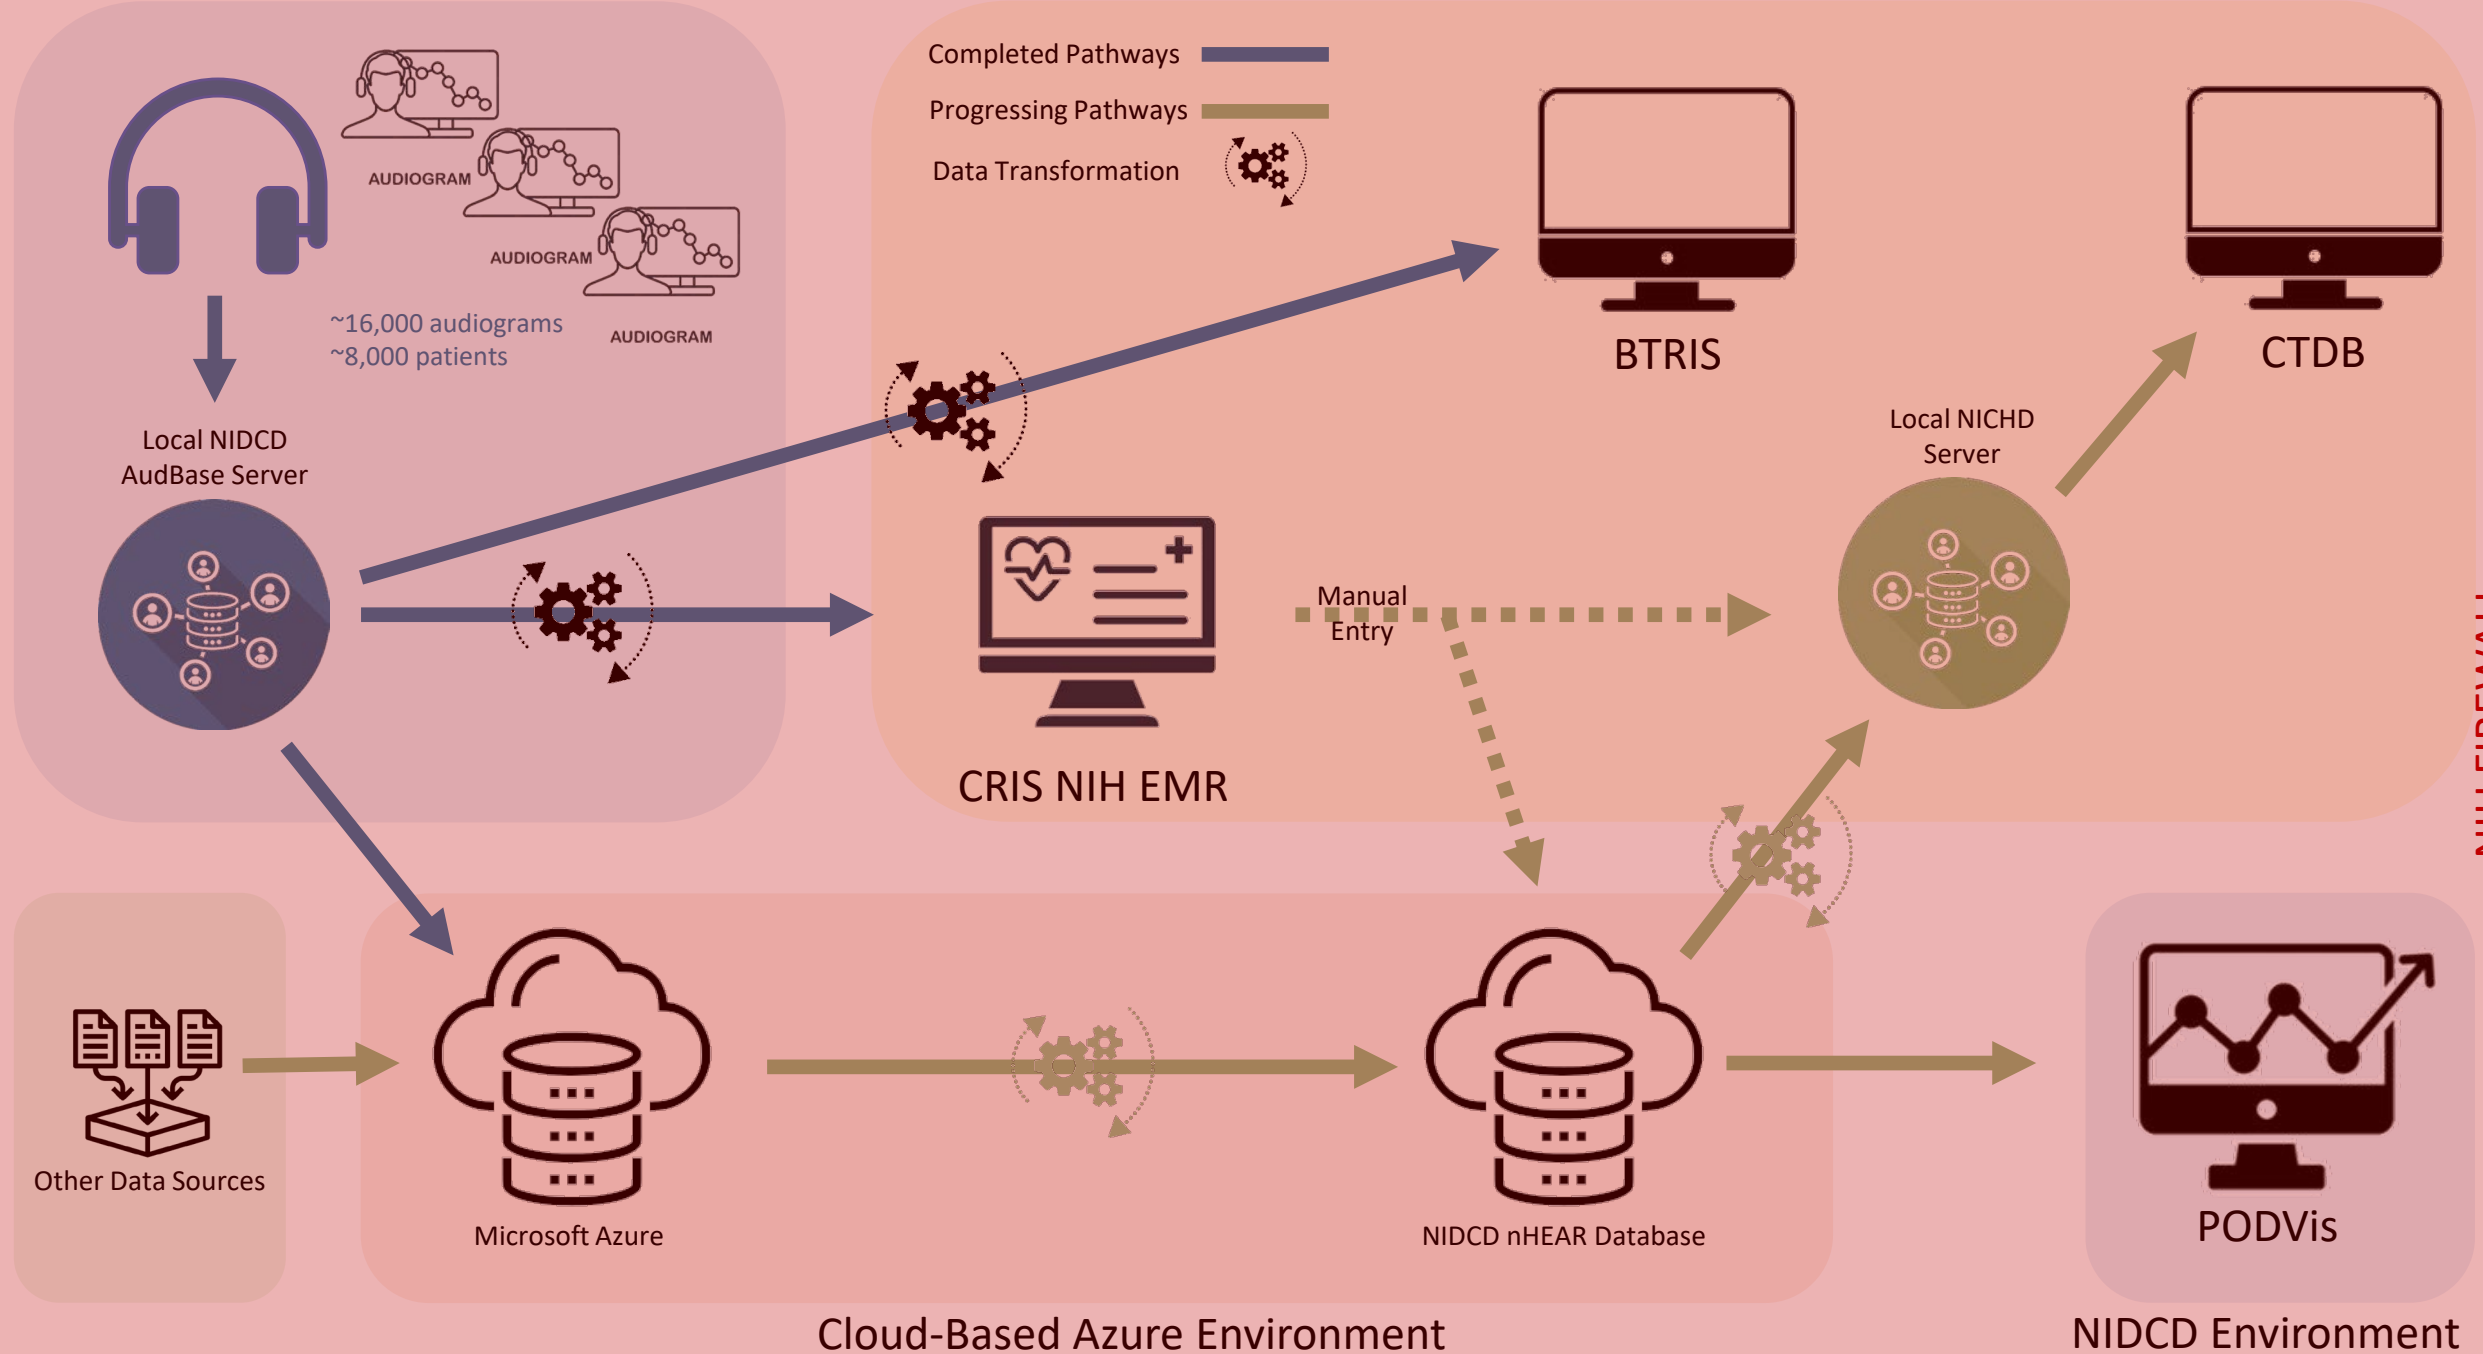 Completed Pathways
Progressing Pathways
Data Transformation
AUDIOGRAM
AUDIOGRAM
AUDIOGRAM
~16,000 audiograms
~8,000 patients
BTRIS
CTDB
Local NIDCD
AudBase Server
Local NICHD
Server
Manual
Entry
CRIS NIH EMR
Other Data Sources
Microsoft Azure
NIDCD nHEAR Database
PODVis
Cloud-Based Azure Environment
NIDCD Environment